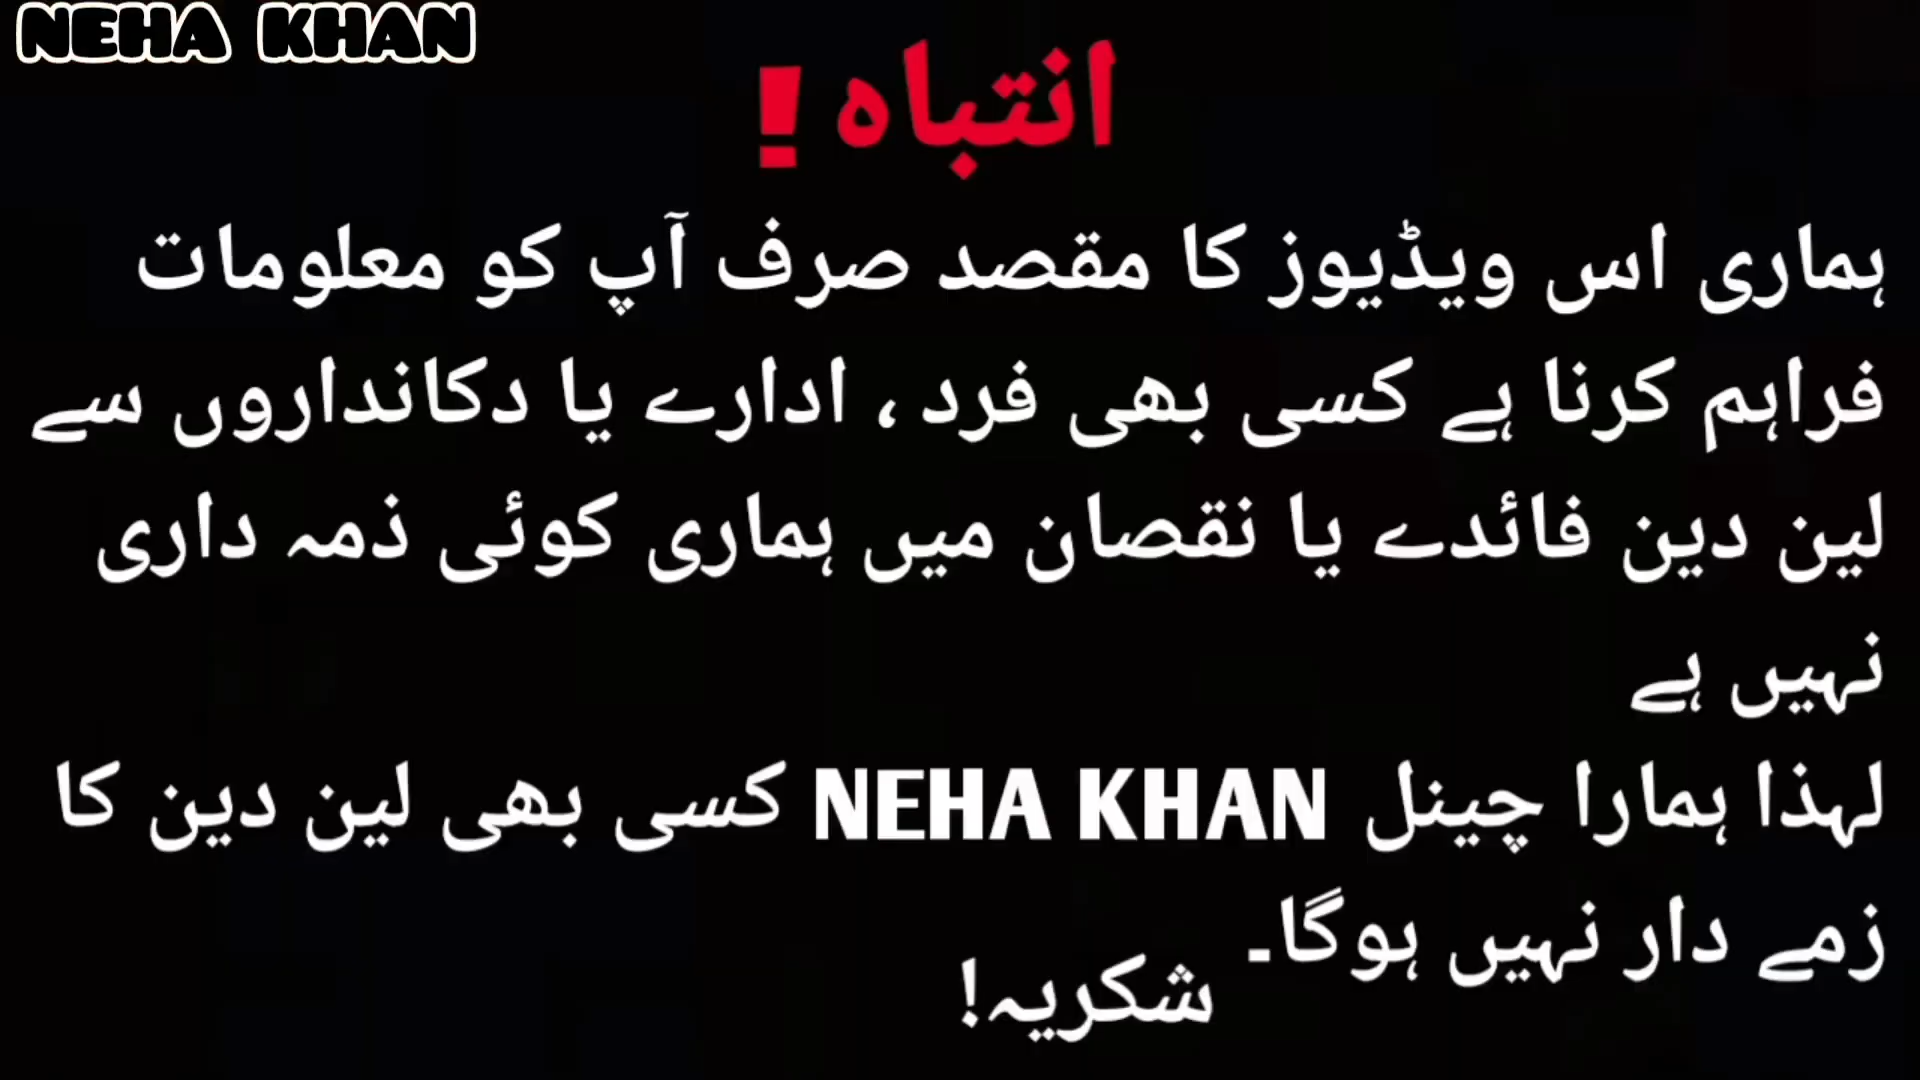 NEHA KHAN
انتباہ !
ہماری اس ویڈیوز کا مقصد صرف آپ کو معلومات
فراہم کرنا ہے کسی بھی فرد ، ادارے یا دکانداروں سے
لین دین فائدے یا نقصان میں ہماری کوئی ذمہ داری
نہیں ہے
لہذا ہمارا چینل NEHA KHAN کسی بھی لین دین کا
زمے دار نہیں ہوگا۔
شکریہ!